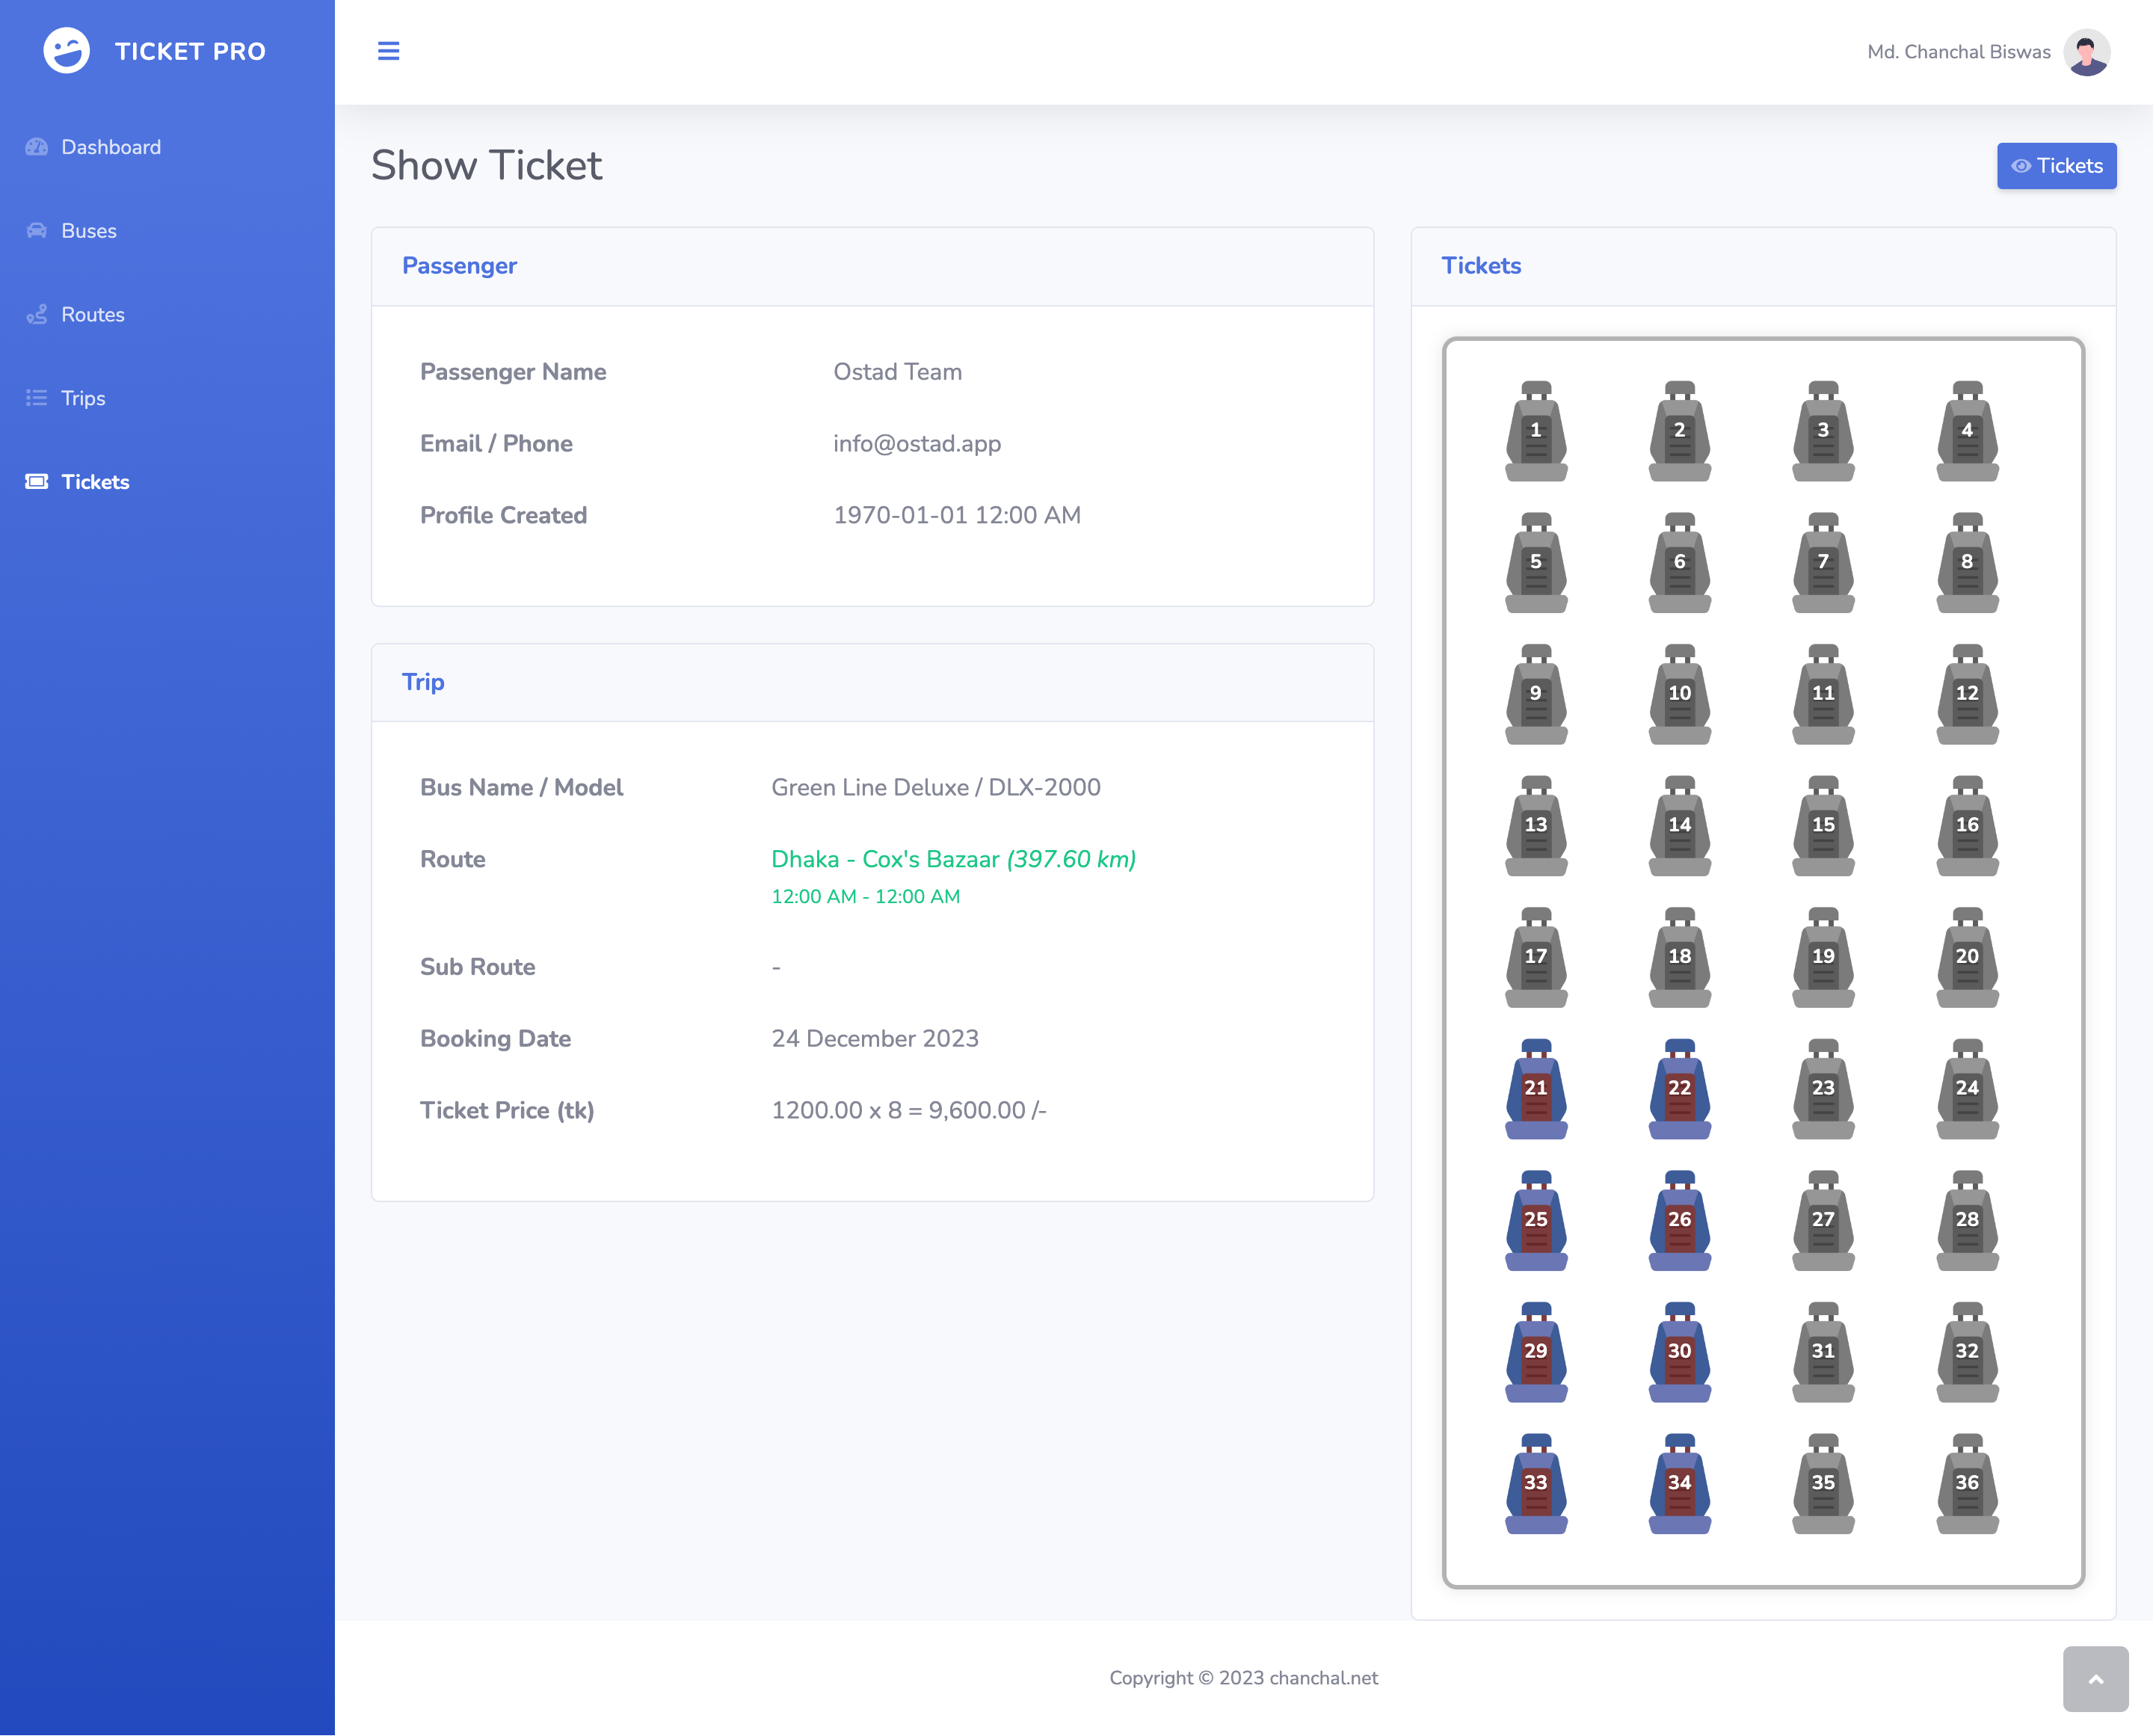 TICKET PRO
Md. Chanchal Biswas
Dashboard
Buses
Routes
Trips
Tickets
Show Ticket
Tickets
Passenger
Passenger Name Ostad Team
Email / Phone info@ostad.app
Profile Created 1970-01-01 12:00 AM
Trip
Bus Name / Model Green Line Deluxe / DLX-2000
Route Dhaka - Cox's Bazaar (397.60 km)
12:00 AM - 12:00 AM
Sub Route -
Booking Date 24 December 2023
Ticket Price (tk) 1200.00 x 8 = 9,600.00 /-
Tickets
1 2 3 4
5 6 7 8
9 10 11 12
13 14 15 16
17 18 19 20
21 22 23 24
25 26 27 28
29 30 31 32
33 34 35 36
Copyright © 2023 chanchal.net